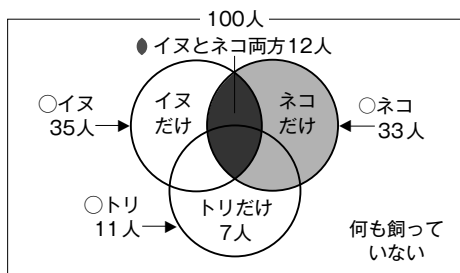 100人
イヌとネコ両方12人
イヌ
だけ
ネコ
だけ
○イヌ
35人
○ネコ
33人
トリだけ
7人
○トリ
11人
何も飼って
いない